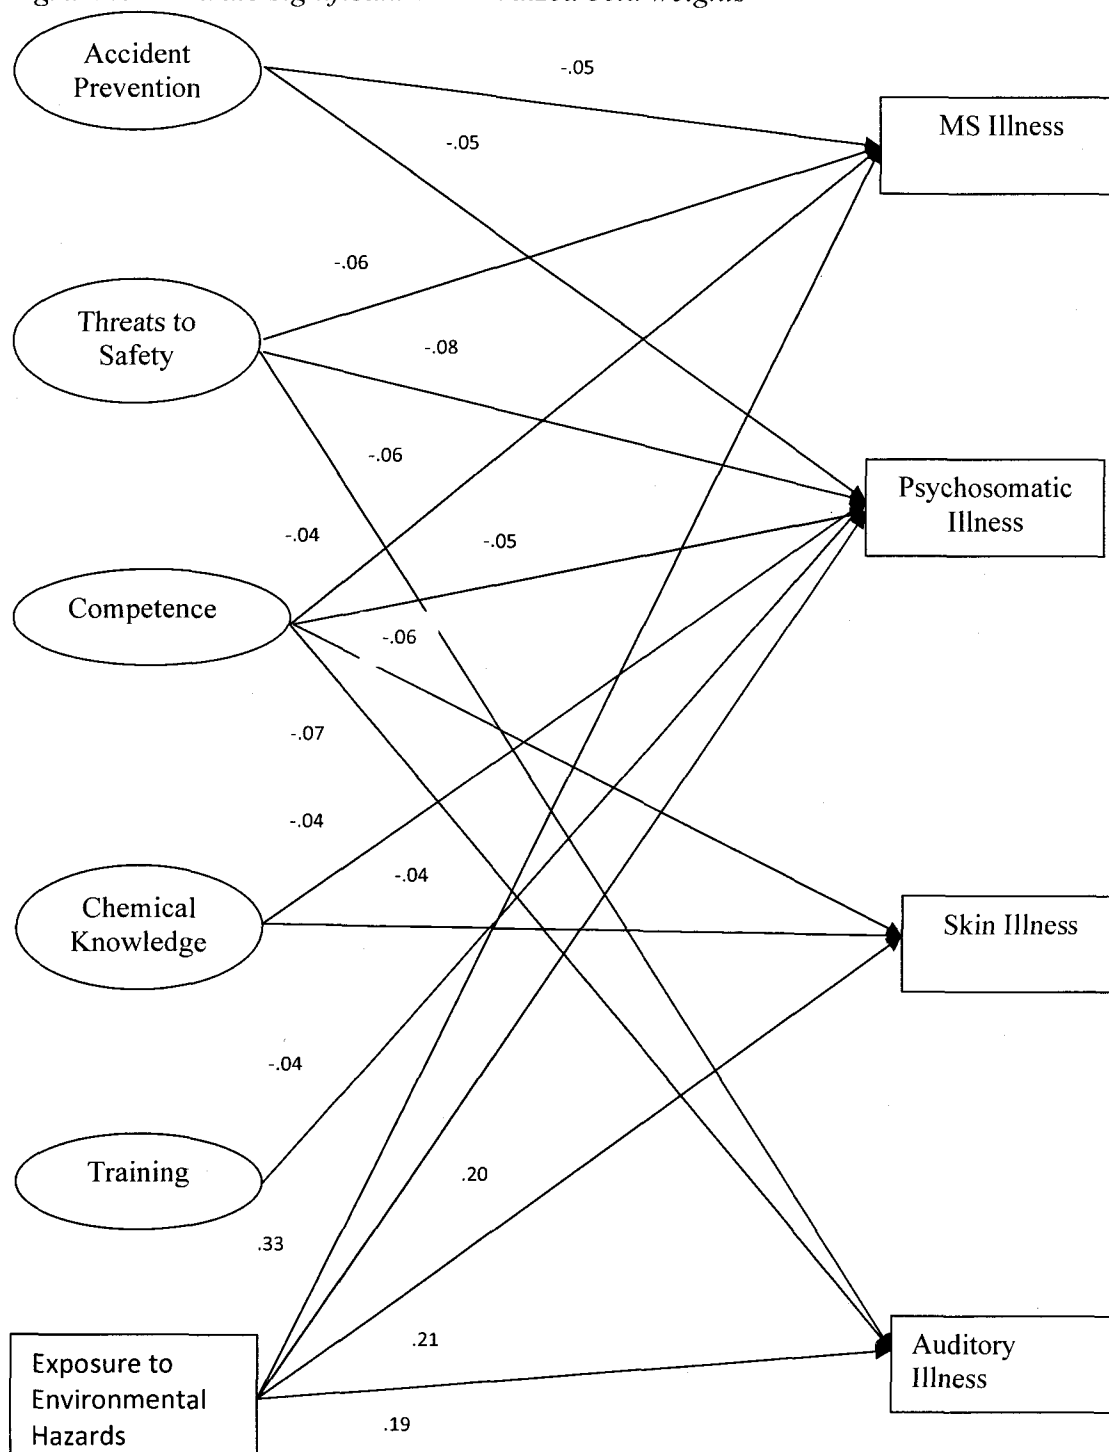 Accident
Prevention
-.05
MS Illness
-.05
-.06
Threats to
Safety
-.08
-.06
Psychosomatic
Illness
-.04
-.05
Competence
-.06
-.07
-.04
-.04
Chemical
Knowledge
Skin Illness
-.04
Training
.20
.33
.21
Auditory
Illness
Exposure to
Environmental
Hazards
.19